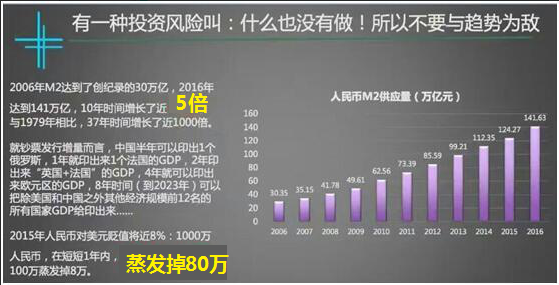 有一种投资风险叫：什么也没有做！所以不要与趋势为敌
2006年M2达到了创纪录的30万亿，2016年
达到141万亿，10年时间增长了近 5倍
与1979年相比，37年时间增长了近1000倍。
就钞票发行增量而言，中国半年可以印出1个
俄罗斯，1年就印出来1个法国的GDP，2年印
出来“英国+法国”的GDP，4年就可以印出
来欧元区的GDP，8年时间（到2023年）可以
把除美国和中国之外其他经济规模前12名的
所有国家GDP给印出来……
2015年人民币对美元贬值将近8%：1000万
人民币，在短短1年内， 蒸发掉80万
100万蒸发掉8万。
人民币M2供应量（万亿元）
160
140
120
100
80
60
40
20
0
30.35
35.15
41.78
49.61
62.56
73.39
85.59
99.21
112.35
124.27
141.63
2006 2007 2008 2009 2010 2011 2012 2013 2014 2015 2016